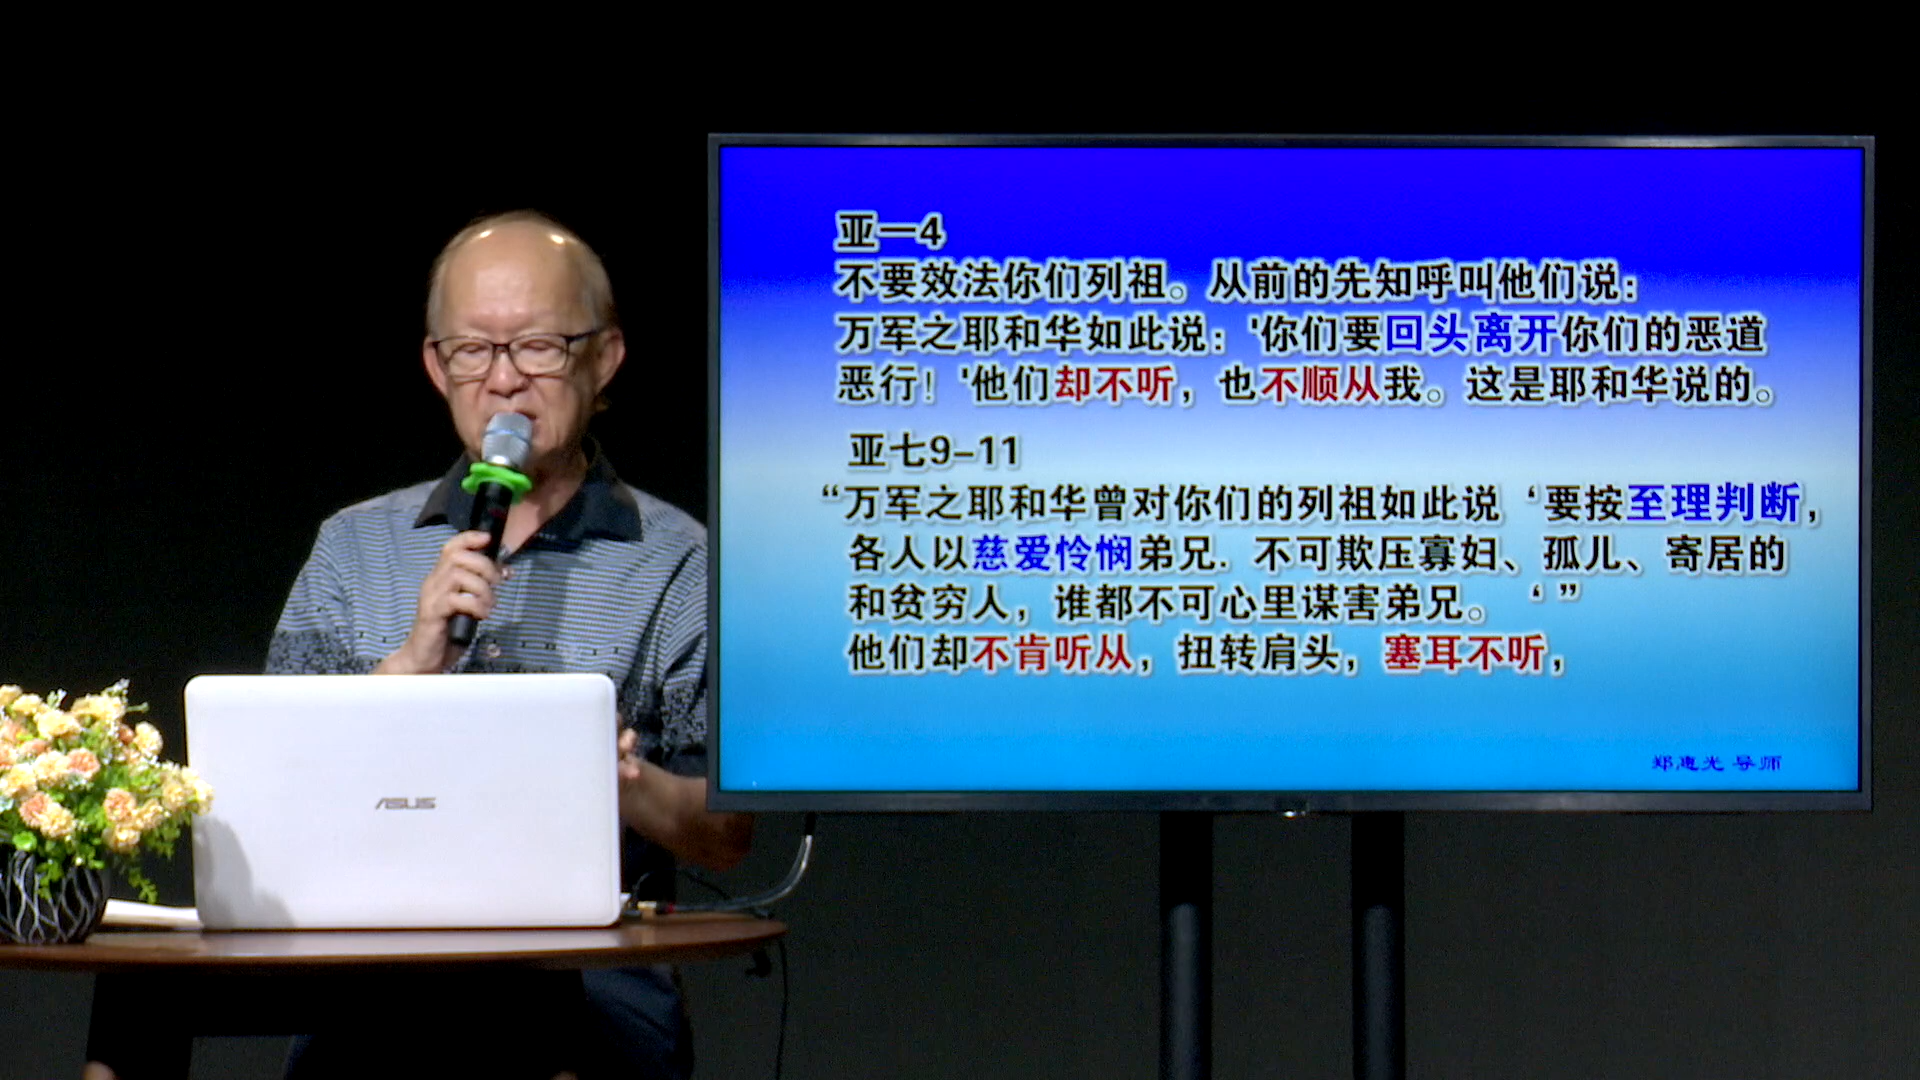 亚一4
不要效法你们列祖。从前的先知呼叫他们说：
万军之耶和华如此说：'你们要回头离开你们的恶道
恶行！'他们却不听，也不顺从我。这是耶和华说的。
亚七9-11
“万军之耶和华曾对你们的列祖如此说‘要按至理判断，
各人以慈爱怜悯弟兄. 不可欺压寡妇、孤儿、寄居的
和贫穷人，谁都不可心里谋害弟兄。‘”
他们却不肯听从，扭转肩头，塞耳不听，
郑惠光 导师
ASUS